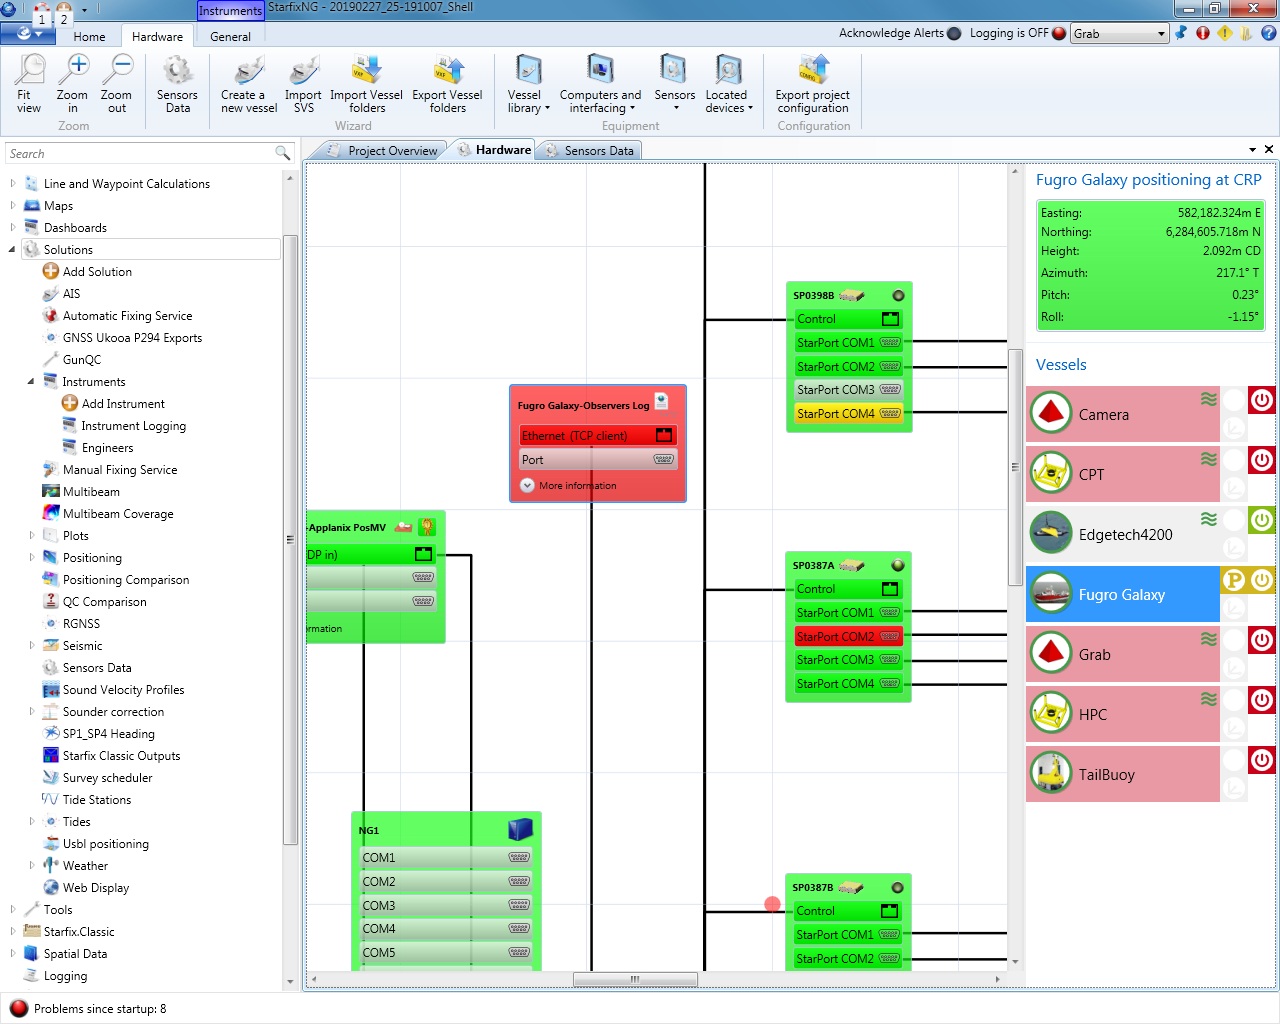 Instruments
StarfixNG - 20190227_25-191007_Shell
1
2
Home
Hardware
General
Acknowledge Alerts
Logging is OFF
Grab
Fit view
Zoom in
Zoom out
Zoom
Sensors Data
Create a new vessel
Import SVS
Import Vessel folders
Export Vessel folders
Wizard
Vessel library
Computers and interfacing
Sensors
Located devices
Equipment
Export project configuration
Configuration
Search
Project Overview
Hardware
Sensors Data
Line and Waypoint Calculations
Maps
Dashboards
Solutions
Add Solution
AIS
Automatic Fixing Service
GNSS Ukooa P294 Exports
GunQC
Instruments
Add Instrument
Instrument Logging
Engineers
Manual Fixing Service
Multibeam
Multibeam Coverage
Plots
Positioning
Positioning Comparison
QC Comparison
RGNSS
Seismic
Sensors Data
Sound Velocity Profiles
Sounder correction
SP1_SP4 Heading
Starfix Classic Outputs
Survey scheduler
Tide Stations
Tides
Usbl positioning
Weather
Web Display
Tools
Starfix.Classic
Spatial Data
Logging
Fugro Galaxy-Observers Log
Ethernet (TCP client)
Port
More information
-Applanix PosMV
DP in)
rmation
NG1
COM1
COM2
COM3
COM4
COM5
SP0398B
Control
StarPort COM1
StarPort COM2
StarPort COM3
StarPort COM4
SP0387A
Control
StarPort COM1
StarPort COM2
StarPort COM3
StarPort COM4
SP0387B
Control
StarPort COM1
StarPort COM2
Fugro Galaxy positioning at CRP
Easting: 582,182.324m E
Northing: 6,284,605.718m N
Height: 2.092m CD
Azimuth: 217.1° T
Pitch: 0.23°
Roll: -1.15°
Vessels
Camera
CPT
Edgetech4200
Fugro Galaxy
P
Grab
HPC
TailBuoy
Problems since startup: 8